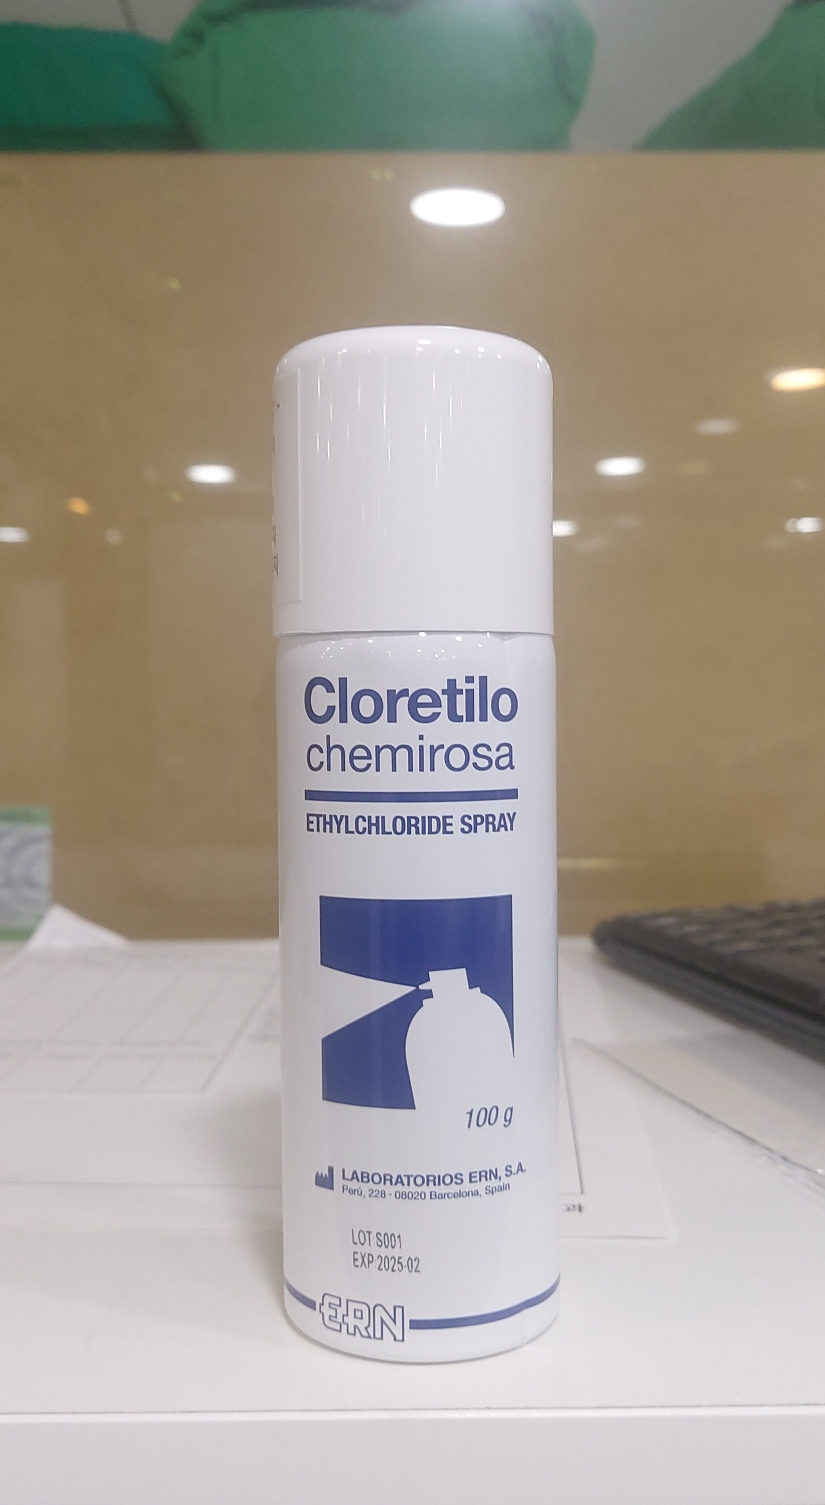 Cloretilo
chemirosa
ETHYLCHLORIDE SPRAY
100 g
LABORATORIOS ERN, S.A.
Perú, 228 - 08020 Barcelona, Spain
LOT S001
EXP 2025-02
ERN